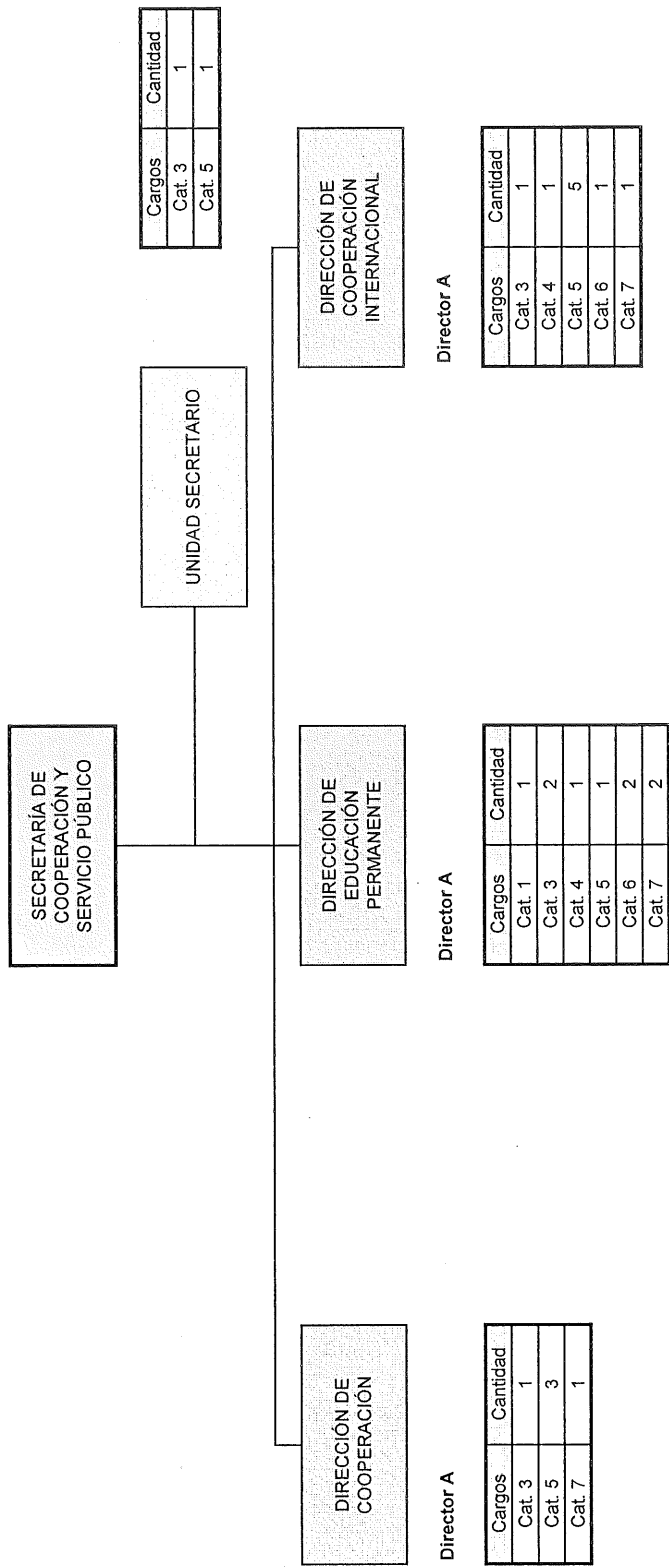 SECRETARÍA DE
COOPERACIÓN Y
SERVICIO PÚBLICO
UNIDAD SECRETARIO
Cargos Cantidad
Cat. 3 1
Cat. 5 1
DIRECCIÓN DE
COOPERACIÓN
Director A
Cargos Cantidad
Cat. 3 1
Cat. 5 3
Cat. 7 1
DIRECCIÓN DE
EDUCACIÓN
PERMANENTE
Director A
Cargos Cantidad
Cat. 1 1
Cat. 3 2
Cat. 4 1
Cat. 5 1
Cat. 6 2
Cat. 7 2
DIRECCIÓN DE
COOPERACIÓN
INTERNACIONAL
Director A
Cargos Cantidad
Cat. 3 1
Cat. 4 1
Cat. 5 5
Cat. 6 1
Cat. 7 1